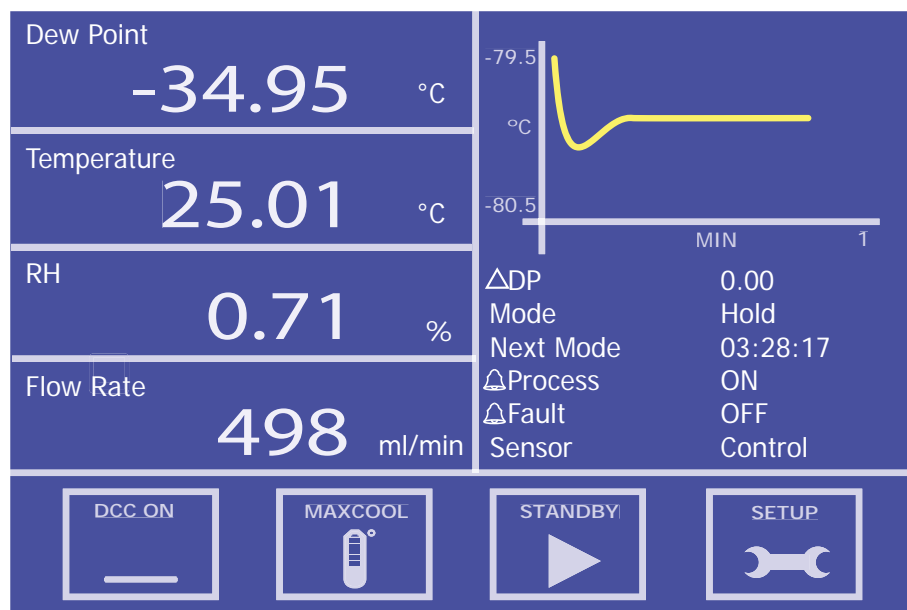 Dew Point
-34.95 °C
Temperature
25.01 °C
RH
0.71 %
Flow Rate
498 ml/min
-79.5
°C
-80.5
MIN 1
△DP 0.00
Mode Hold
Next Mode 03:28:17
Process ON
Fault OFF
Sensor Control
DCC ON
MAXCOOL
STANDBY
SETUP